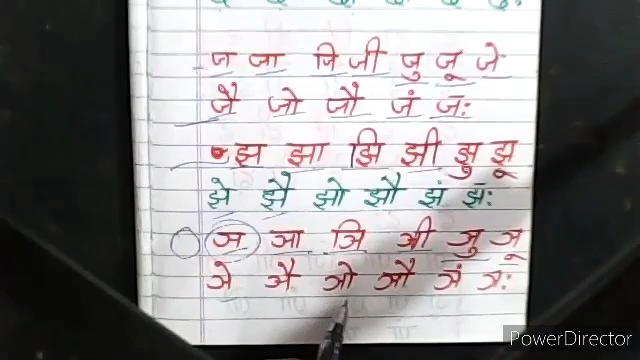 ज जा जि जी जु जू जे
जै जो जौ जं जः
झ झा झि झी झु झू
झे झै झो झौ झं झः
ञ ञा ञि ञी ञु ञू
ञे ञै ञो ञौ ञं ञः
PowerDirector